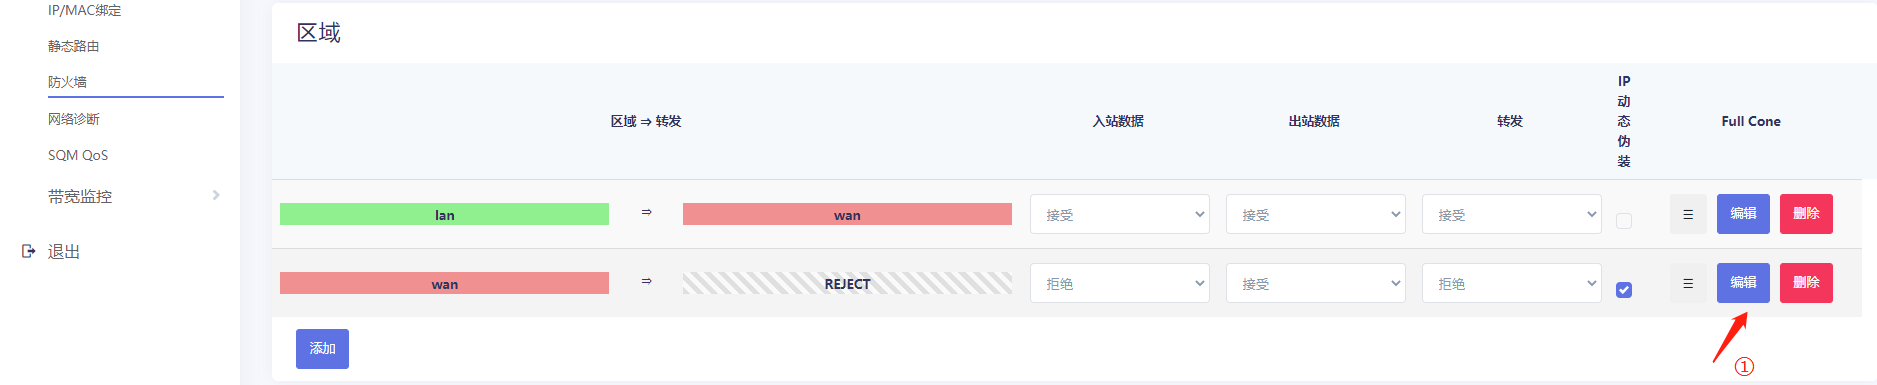 IP/MAC绑定
静态路由
防火墙
网络诊断
SQM QoS
带宽监控
退出
区域
区域 ⇒ 转发
入站数据
出站数据
转发
IP
动
态
伪
装
Full Cone
lan ⇒ wan 接受 接受 接受 ☰ 编辑 删除
wan ⇒ REJECT 拒绝 接受 拒绝 ☰ 编辑 删除
添加
①